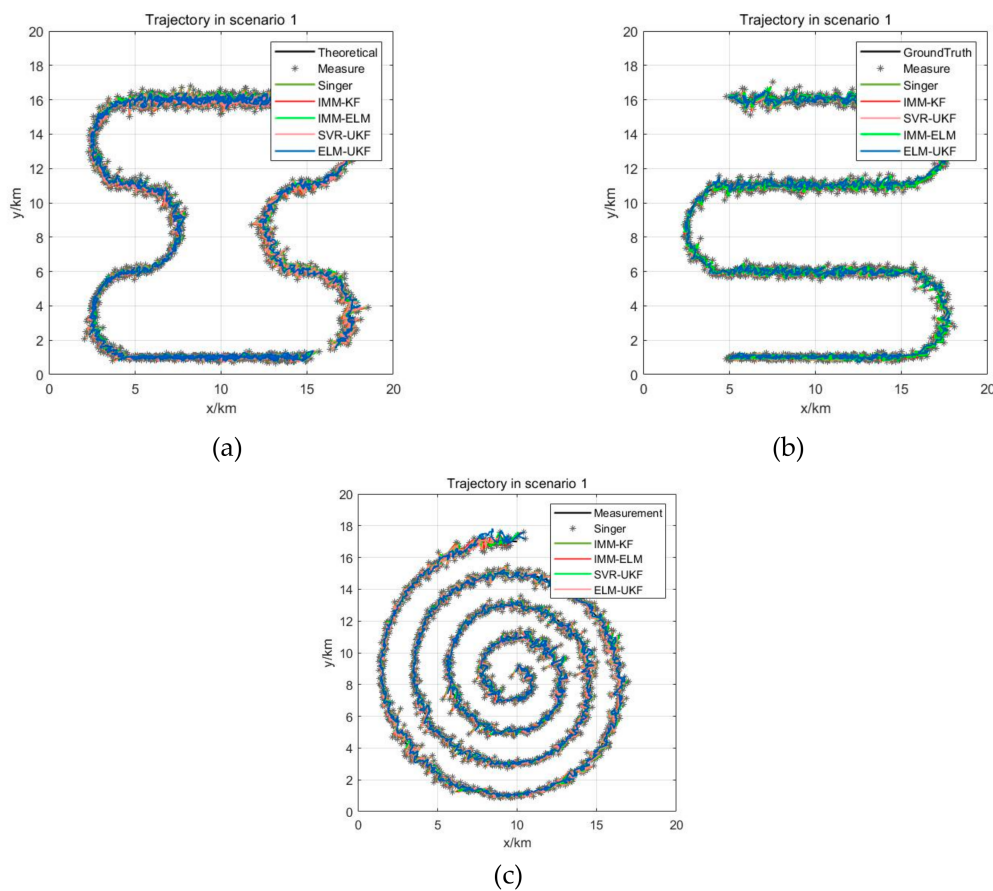 Trajectory in scenario 1
20
18
16
14
12
10
8
6
4
2
0
y/km
0 5 10 15 20
x/km
Theoretical
Measure
Singer
IMM-KF
IMM-ELM
SVR-UKF
ELM-UKF
(a)
Trajectory in scenario 1
20
18
16
14
12
10
8
6
4
2
0
y/km
0 5 10 15 20
x/km
GroundTruth
Measure
Singer
IMM-KF
SVR-UKF
IMM-ELM
ELM-UKF
(b)
Trajectory in scenario 1
20
18
16
14
12
10
8
6
4
2
0
y/km
0 5 10 15 20
x/km
Measurement
Singer
IMM-KF
IMM-ELM
SVR-UKF
ELM-UKF
(c)